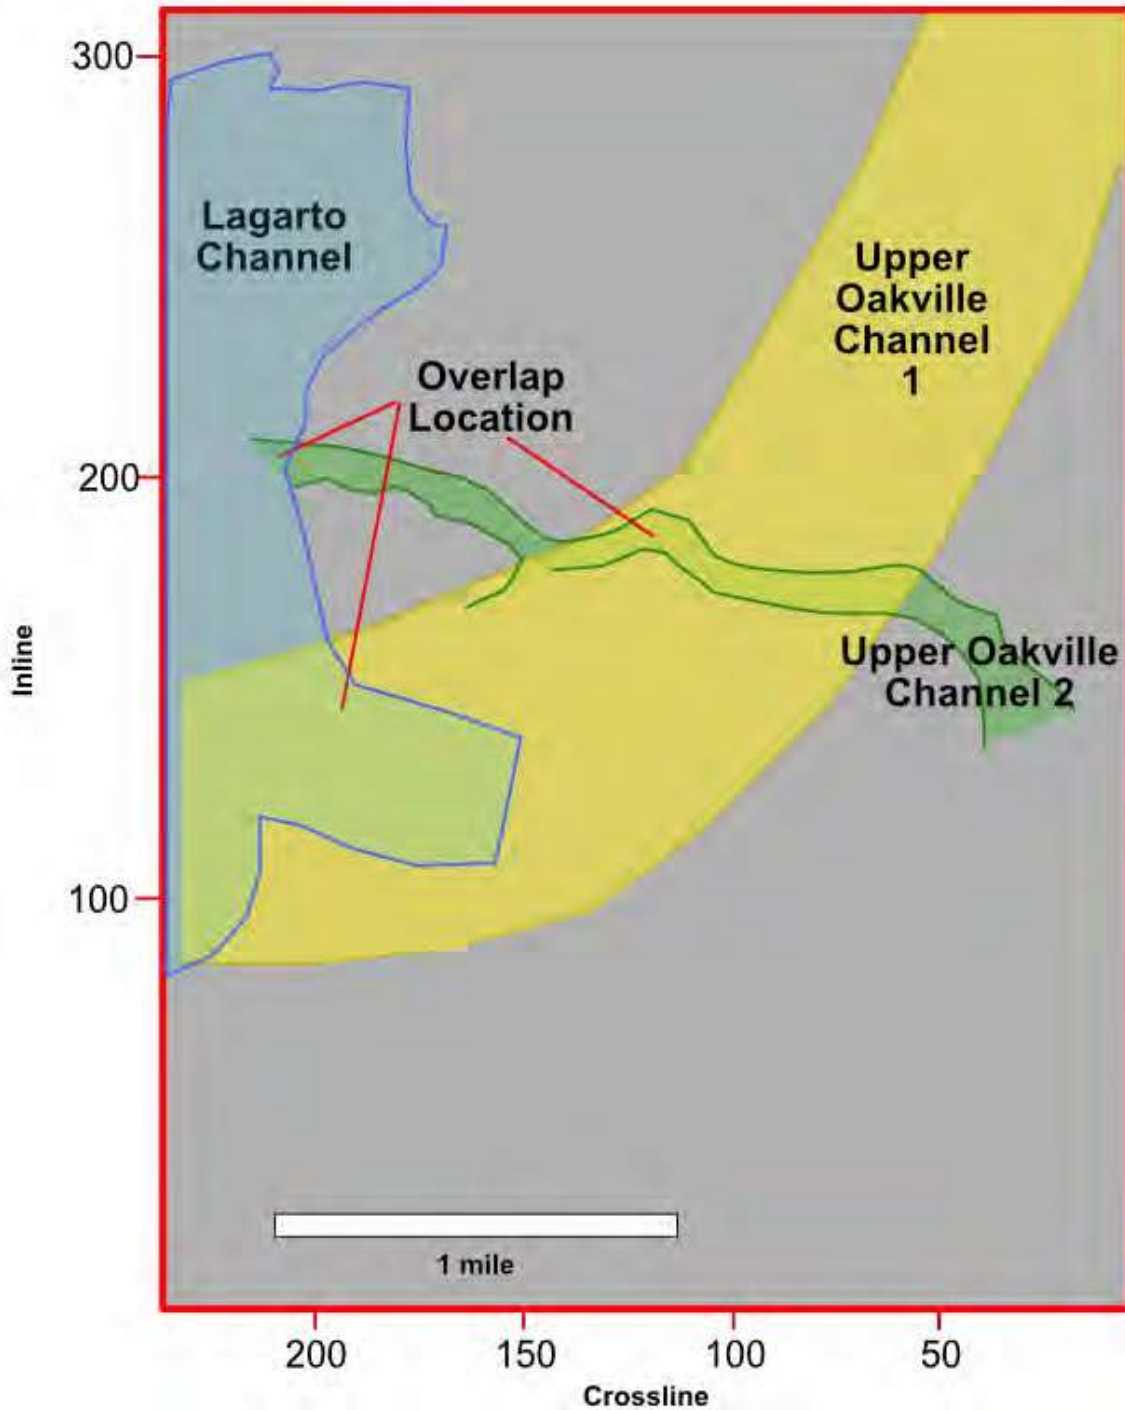 300
Lagarto
Channel
Upper
Oakville
Channel
1
Overlap
Location
200
Upper Oakville
Channel 2
Inline
100
1 mile
200
150
100
50
Crossline